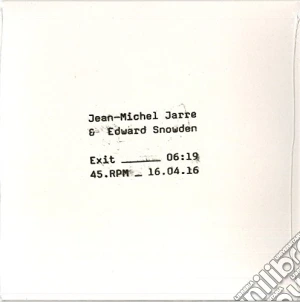 Jean-Michel Jarre
& Edward Snowden
Exit ______ 06:19
45.RPM _ 16.04.16